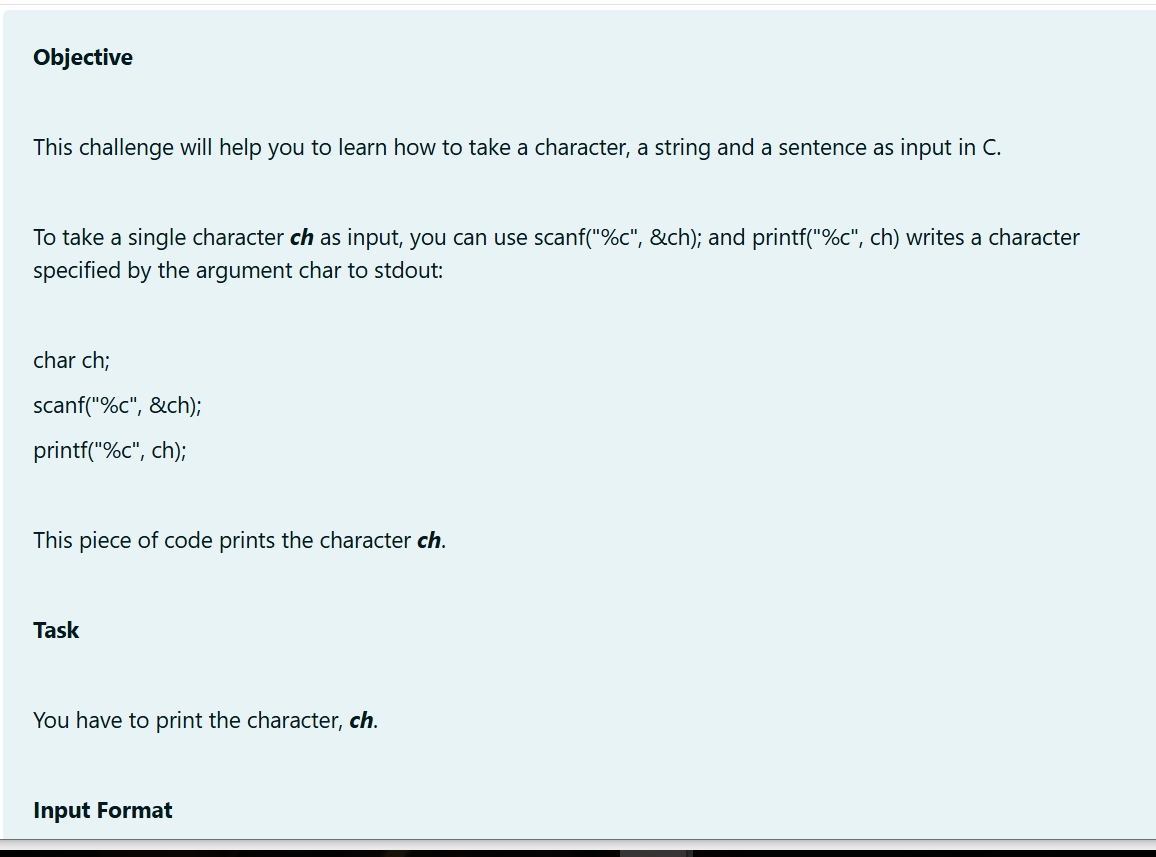 Objective
This challenge will help you to learn how to take a character, a string and a sentence as input in C.
To take a single character ch as input, you can use scanf("%c", &ch); and printf("%c", ch) writes a character
specified by the argument char to stdout:
char ch;
scanf("%c", &ch);
printf("%c", ch);
This piece of code prints the character ch.
Task
You have to print the character, ch.
Input Format